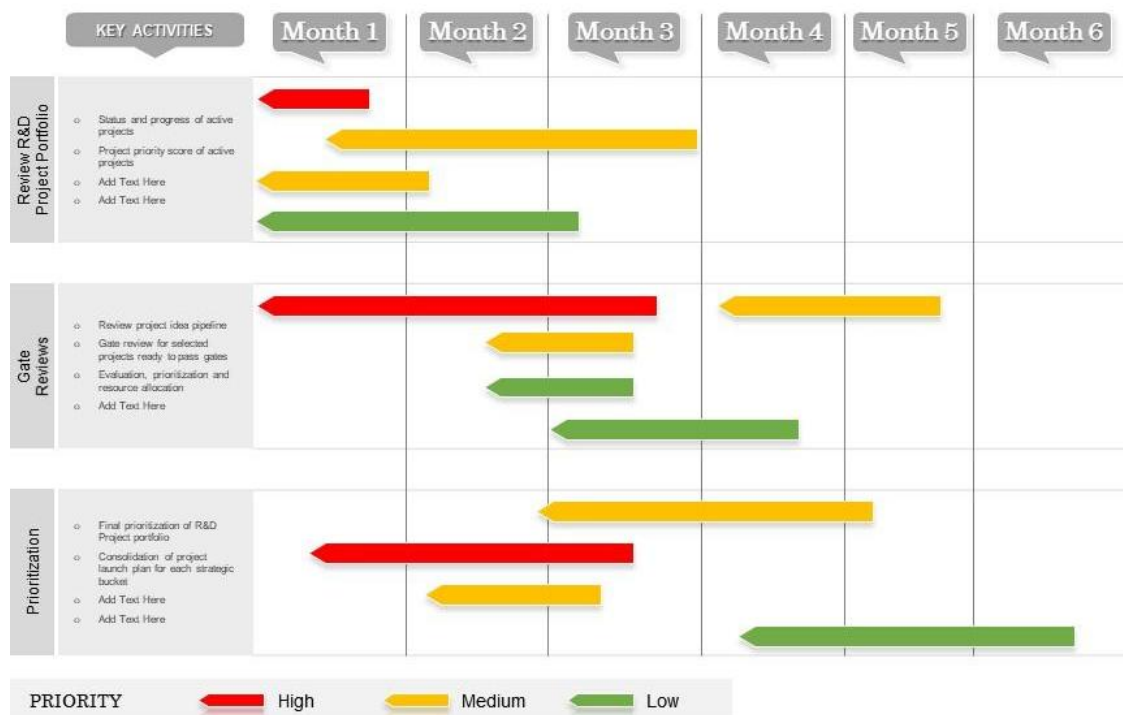 KEY ACTIVITIES
Month 1
Month 2
Month 3
Month 4
Month 5
Month 6
Review R&D
Project Portfolio
o Status and progress of active
projects
o Project priority score of active
projects
o Add Text Here
o Add Text Here
Gate
Reviews
o Review project idea pipeline
o Gate review for selected
projects ready to pass gates
o Evaluation, prioritization and
resource allocation
o Add Text Here
Prioritization
o Final prioritization of R&D
Project portfolio
o Consolidation of project
launch plan for each strategic
bucket
o Add Text Here
o Add Text Here
PRIORITY
High
Medium
Low